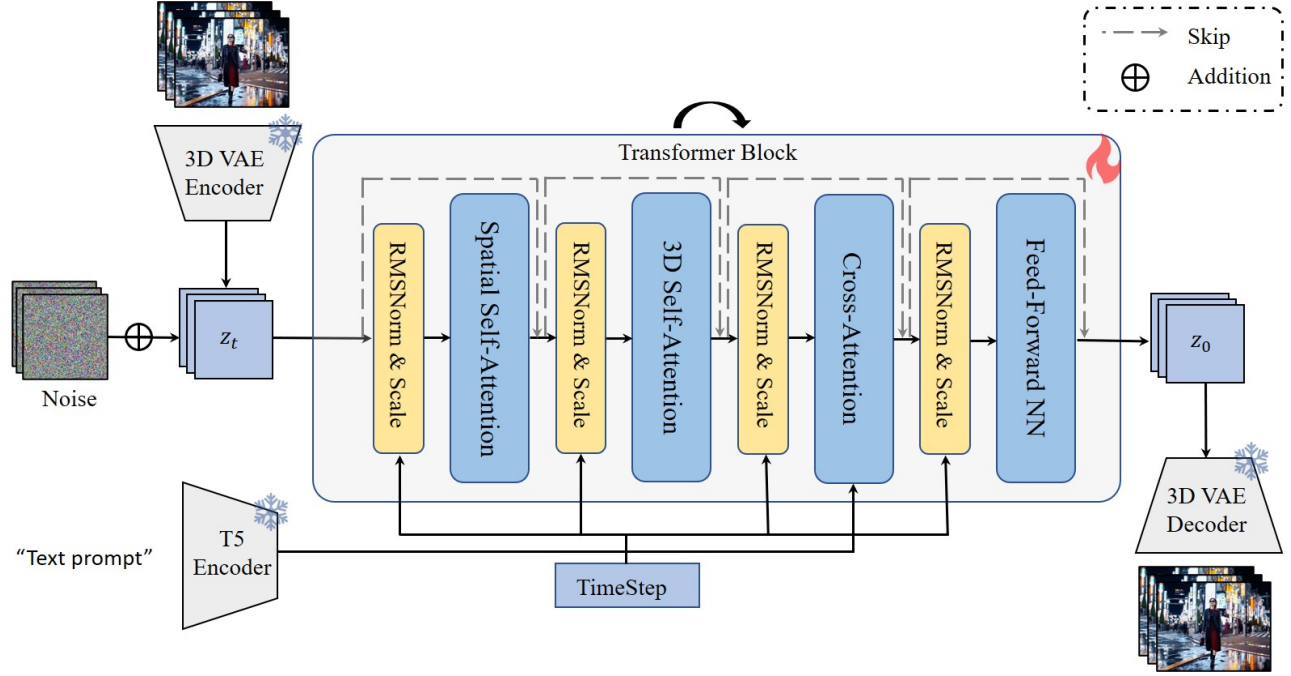 Skip
Addition
3D VAE
Encoder
Transformer Block
RMSNorm & Scale
Spatial Self-Attention
RMSNorm & Scale
3D Self-Attention
RMSNorm & Scale
Cross-Attention
RMSNorm & Scale
Feed-Forward NN
Noise
z_t
z_0
3D VAE
Decoder
“Text prompt”
T5
Encoder
TimeStep